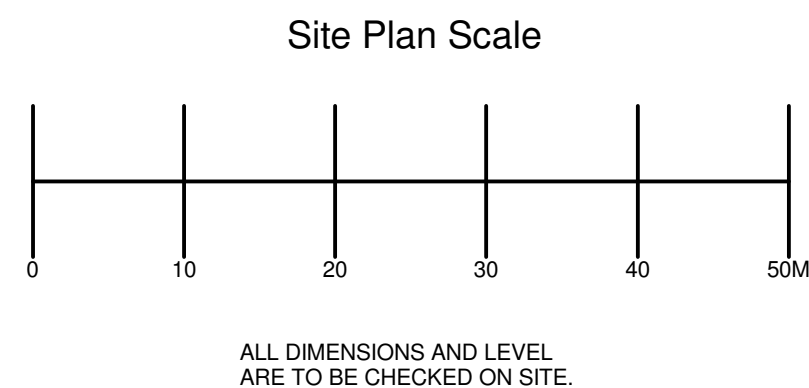 Site Plan Scale
0 10 20 30 40 50M
ALL DIMENSIONS AND LEVEL
ARE TO BE CHECKED ON SITE.